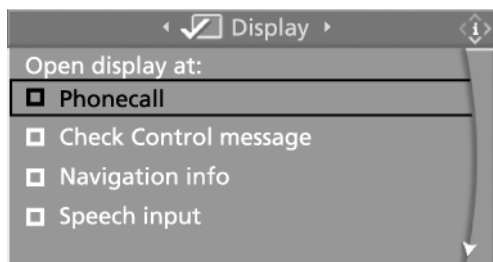 Display
Open display at:
Phonecall
Check Control message
Navigation info
Speech input